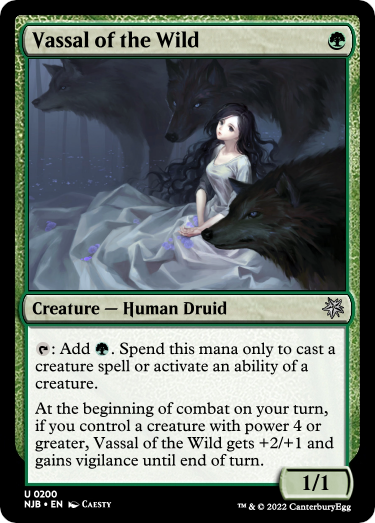 Vassal of the Wild
Creature — Human Druid
: Add . Spend this mana only to cast a
creature spell or activate an ability of a
creature.
At the beginning of combat on your turn,
if you control a creature with power 4 or
greater, Vassal of the Wild gets +2/+1 and
gains vigilance until end of turn.
1/1
U 0200
NJB • EN CAESTY
™ & © 2022 CanterburyEgg